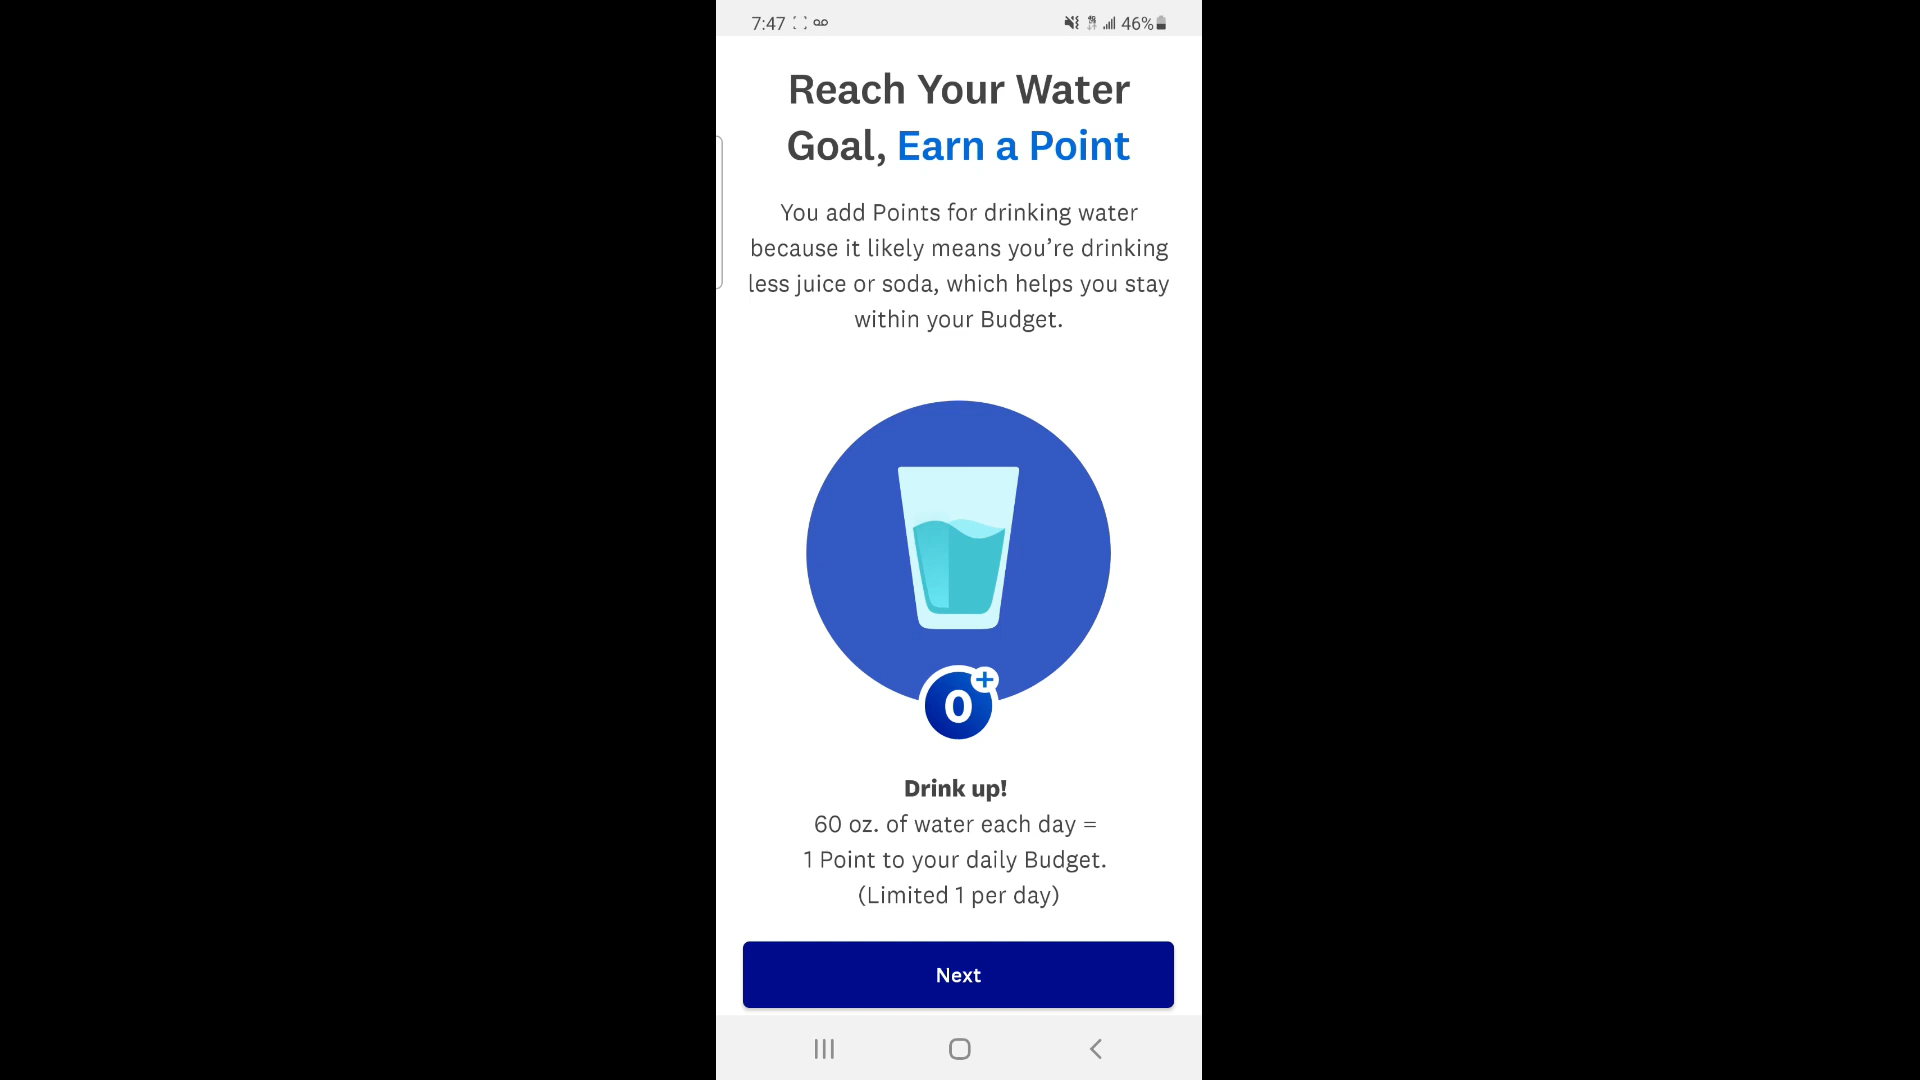 7:47 46%
Reach Your Water
Goal, Earn a Point
You add Points for drinking water
because it likely means you’re drinking
less juice or soda, which helps you stay
within your Budget.
0+
Drink up!
60 oz. of water each day =
1 Point to your daily Budget.
(Limited 1 per day)
Next